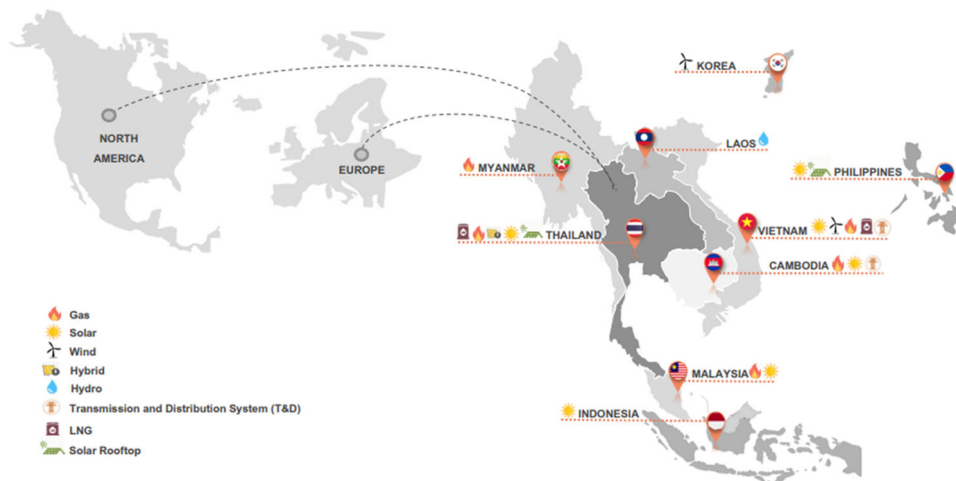 KOREA
NORTH
AMERICA
EUROPE
LAOS
MYANMAR
PHILIPPINES
THAILAND
VIETNAM
CAMBODIA
Gas
Solar
Wind
Hybrid
Hydro
Transmission and Distribution System (T&D)
LNG
Solar Rooftop
MALAYSIA
INDONESIA